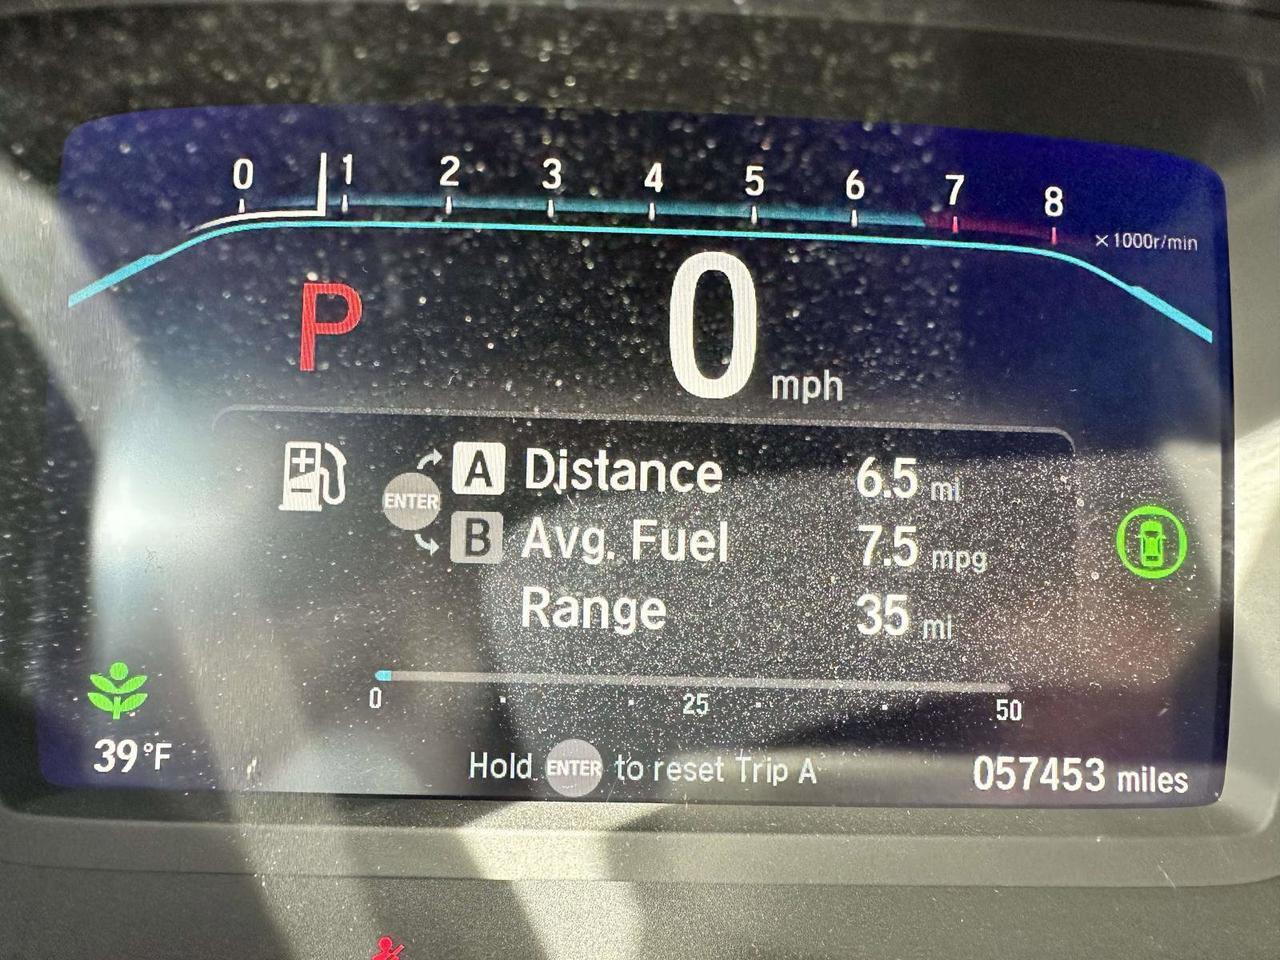 0 1 2 3 4 5 6 7 8
×1000r/min
P 0 mph
ENTER
A Distance 6.5 mi
B Avg. Fuel 7.5 mpg
Range 35 mi
0 25 50
39°F
Hold ENTER to reset Trip A
057453 miles